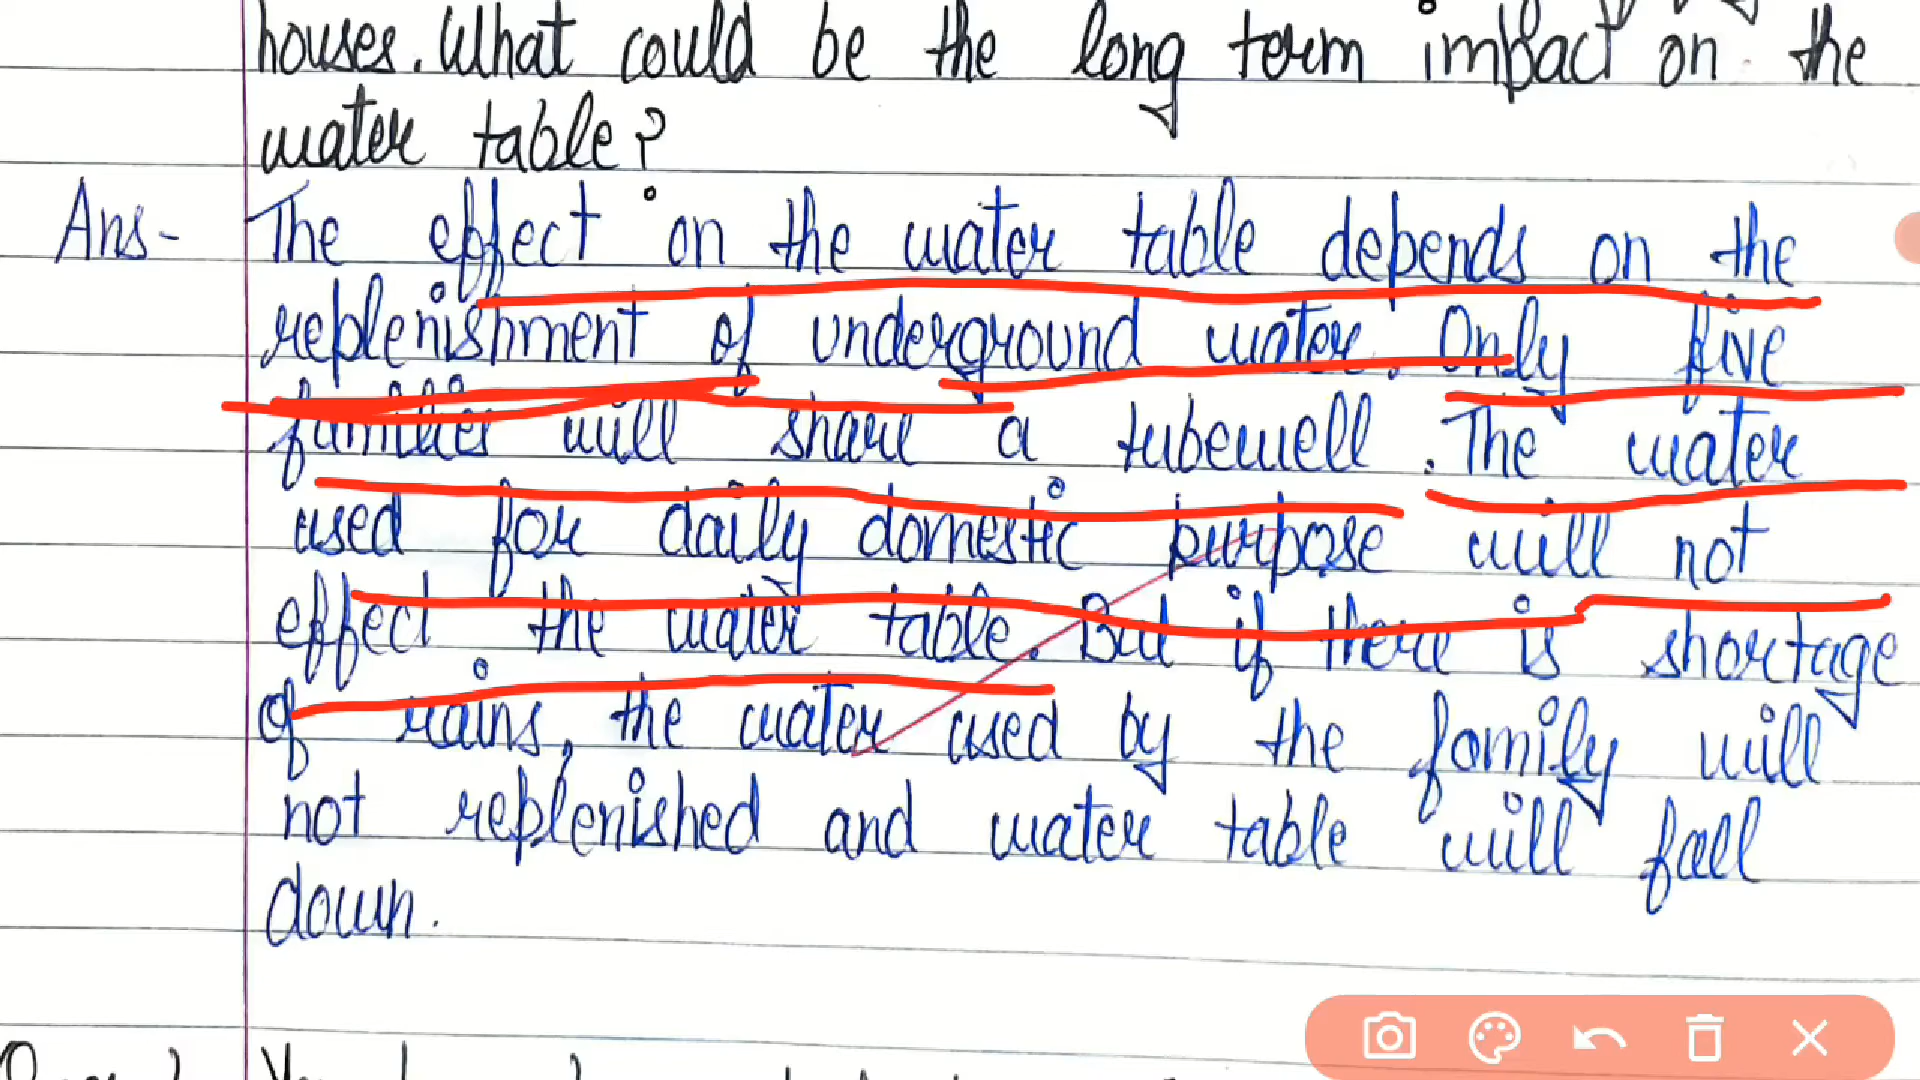 houses. What could be the long term impact on the
water table?
Ans- The effect on the water table depends on the
replenishment of underground water. Only five
families will share a tubewell. The water
used for daily domestic purpose will not
effect the water table. But if there is shortage
of rains, the water used by the family will
not replenished and water table will fall
down.